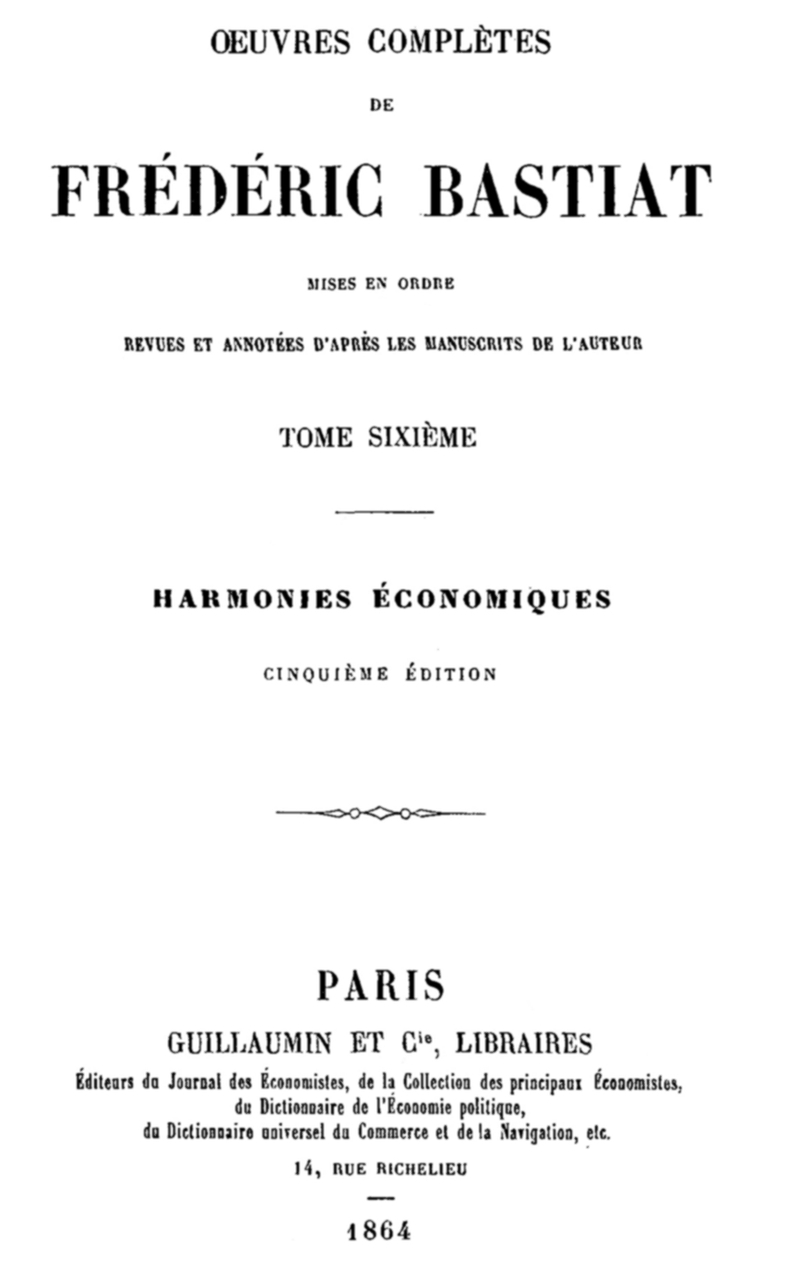 OEUVRES COMPLÈTES
DE
FRÉDÉRIC BASTIAT
MISES EN ORDRE
REVUES ET ANNOTÉES D'APRÈS LES MANUSCRITS DE L'AUTEUR
TOME SIXIÈME
HARMONIES ÉCONOMIQUES
CINQUIÈME ÉDITION
PARIS
GUILLAUMIN ET Cie, LIBRAIRES
Éditeurs du Journal des Économistes, de la Collection des principaux Économistes,
du Dictionnaire de l'Économie politique,
du Dictionnaire universel du Commerce et de la Navigation, etc.
14, RUE RICHELIEU
1864